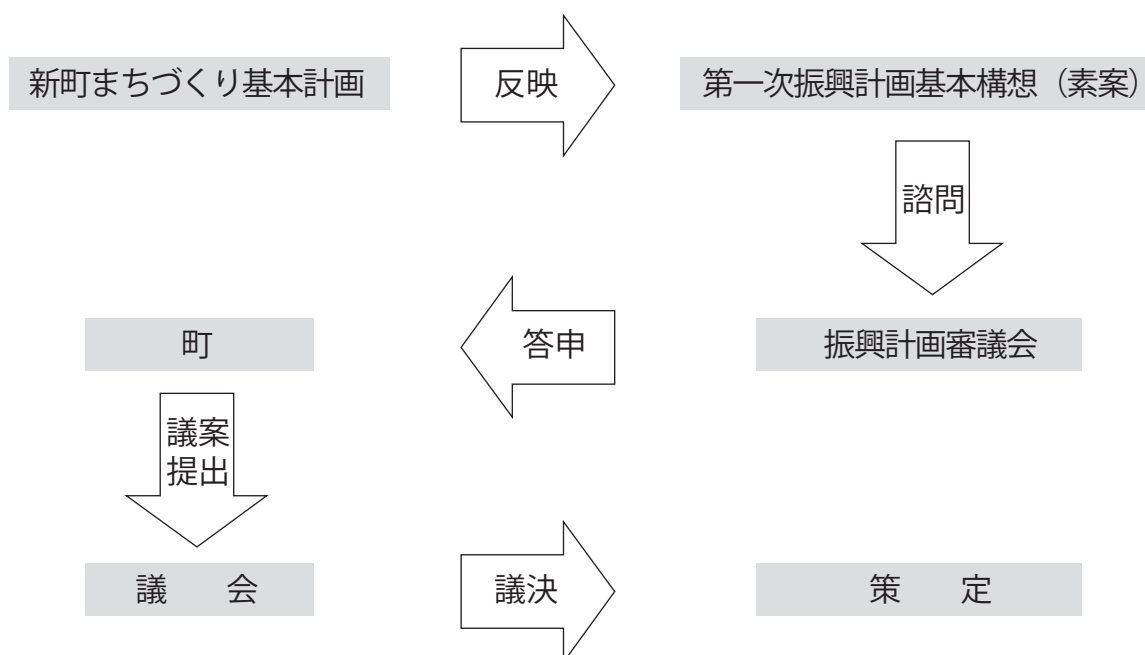 新町まちづくり基本計画
反映
第一次振興計画基本構想（素案）
諮問
振興計画審議会
答申
町
議案
提出
議　会
議決
策　定